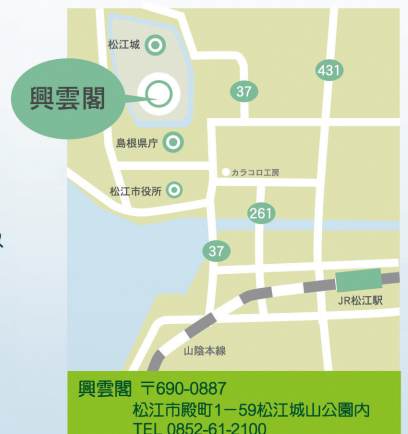 松江城
431
37
興雲閣
島根県庁
カラコロ工房
松江市役所
261
37
JR松江駅
山陰本線
興雲閣 〒690-0887
松江市殿町1−59松江城山公園内
TEL 0852-61-2100